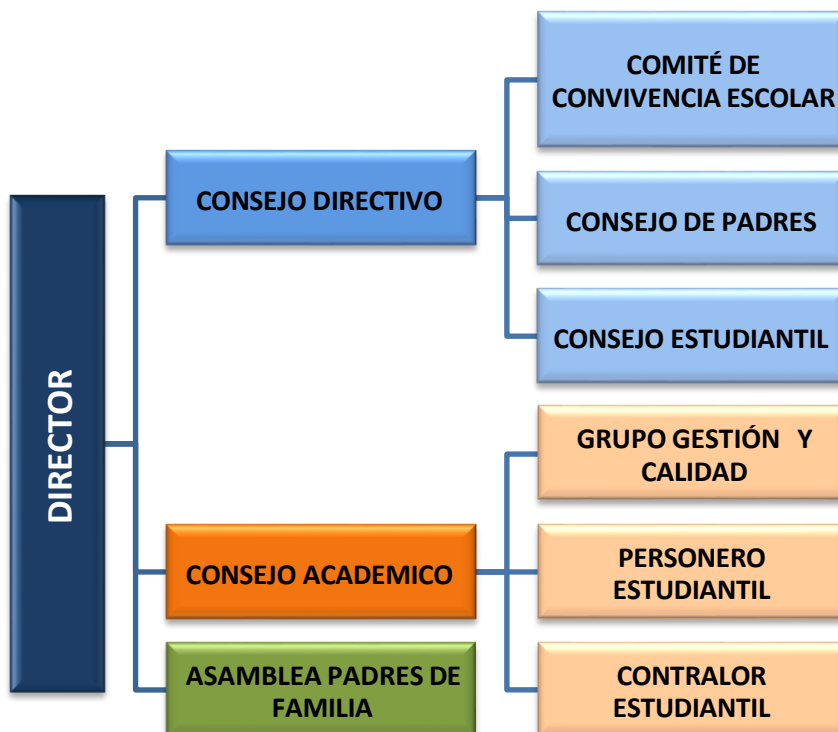 DIRECTOR
CONSEJO DIRECTIVO
COMITÉ DE
CONVIVENCIA ESCOLAR
CONSEJO DE PADRES
CONSEJO ESTUDIANTIL
CONSEJO ACADEMICO
GRUPO GESTIÓN Y
CALIDAD
PERSONERO
ESTUDIANTIL
CONTRALOR
ESTUDIANTIL
ASAMBLEA PADRES DE
FAMILIA